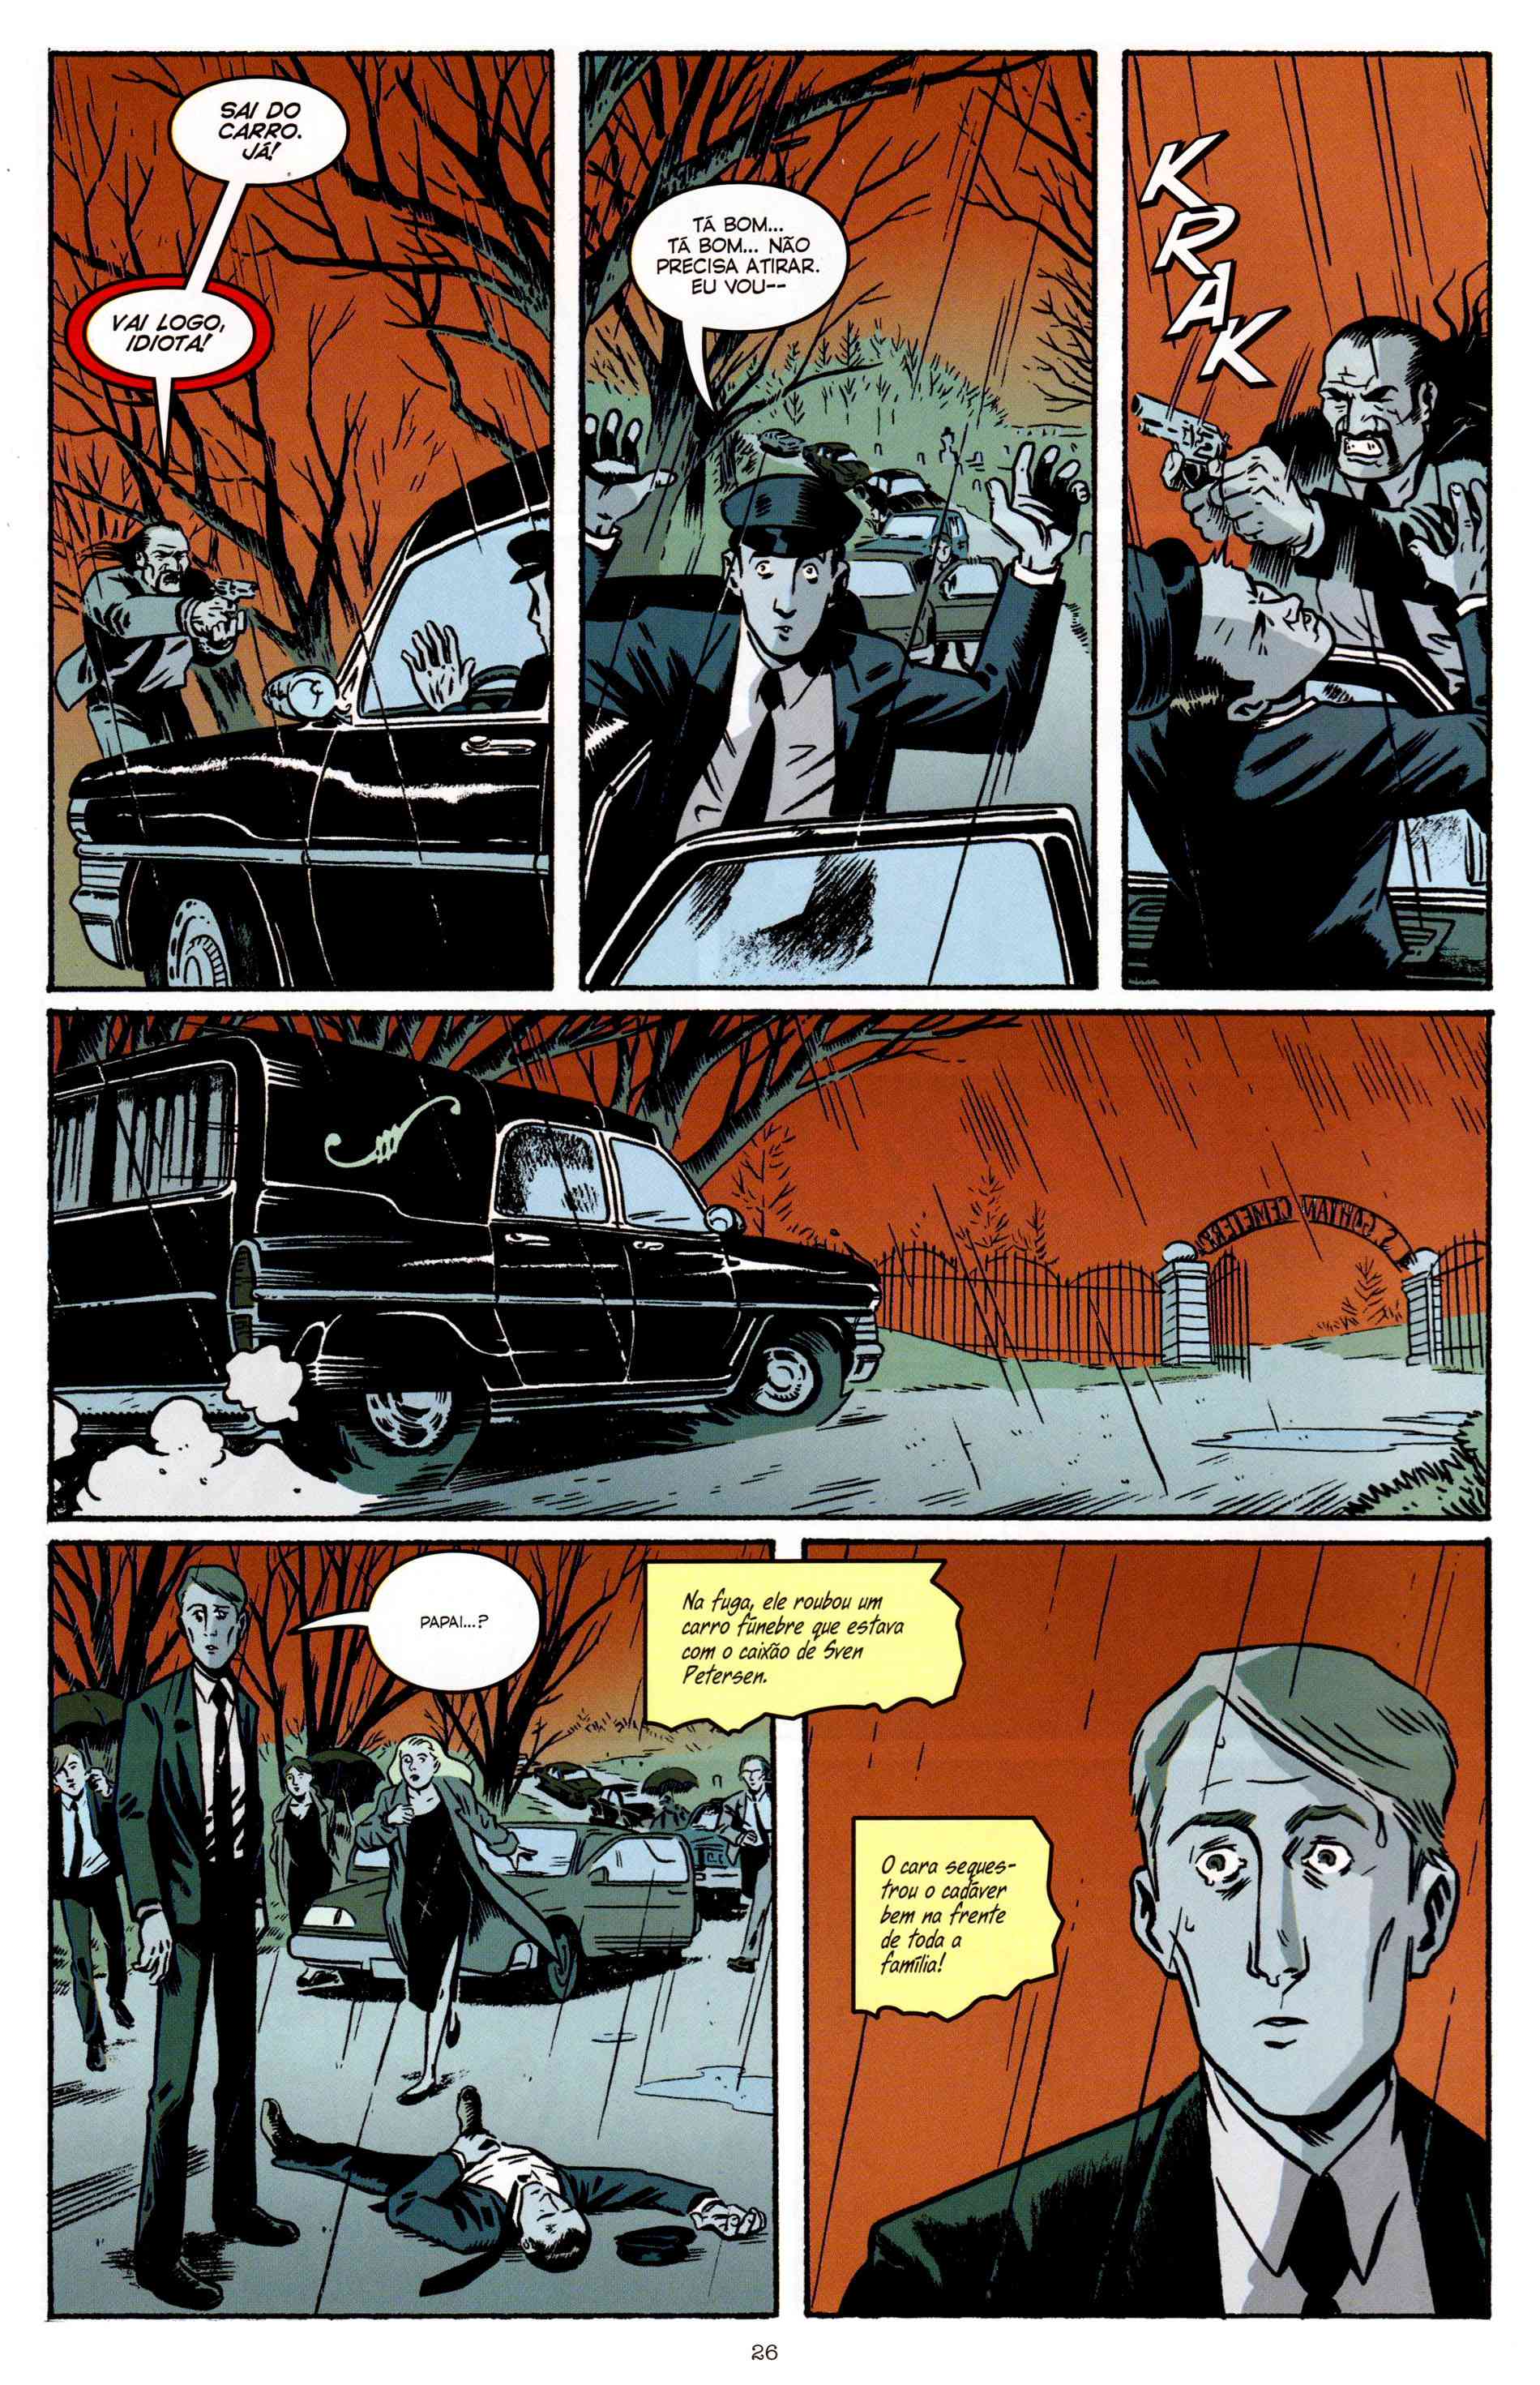 SAI DO
CARRO.
JÁ!
VAI LOGO,
IDIOTA!
TÁ BOM...
TÁ BOM... NÃO
PRECISA ATIRAR.
EU VOU--
KRAK
S. GOHTAM CEMETERY
PAPAI...?
Na fuga, ele roubou um
carro fúnebre que estava
com o caixão de Sven
Petersen.
O cara seques-
trou o cadáver
bem na frente
de toda a
família!
26